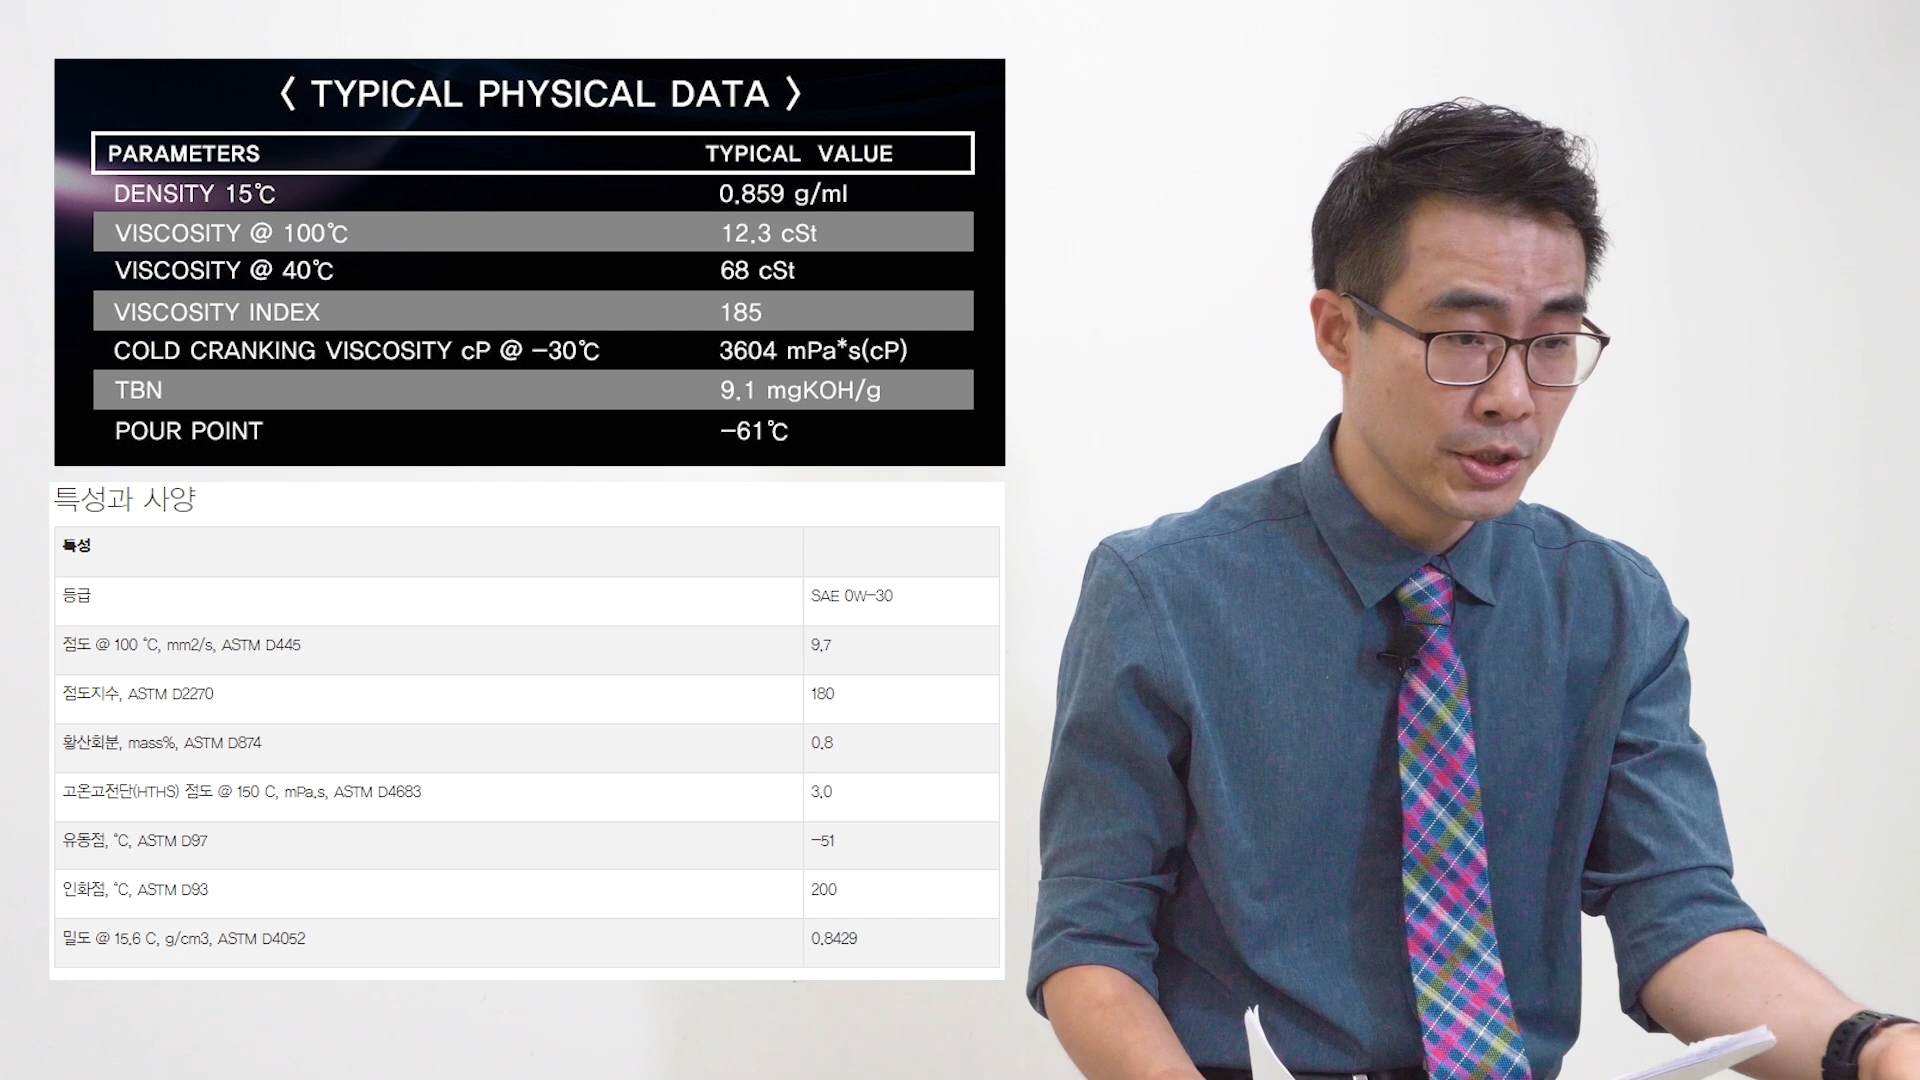 〈 TYPICAL PHYSICAL DATA 〉
PARAMETERS TYPICAL VALUE
DENSITY 15℃ 0.859 g/ml
VISCOSITY @ 100℃ 12.3 cSt
VISCOSITY @ 40℃ 68 cSt
VISCOSITY INDEX 185
COLD CRANKING VISCOSITY cP @ -30℃ 3604 mPa*s(cP)
TBN 9.1 mgKOH/g
POUR POINT -61℃
특성과 사양
특성
등급 SAE 0W-30
점도 @ 100 °C, mm2/s, ASTM D445 9.7
점도지수, ASTM D2270 180
황산회분, mass%, ASTM D874 0.8
고온고전단(HTHS) 점도 @ 150 C, mPa.s, ASTM D4683 3.0
유동점, °C, ASTM D97 -51
인화점, °C, ASTM D93 200
밀도 @ 15.6 C, g/cm3, ASTM D4052 0.8429